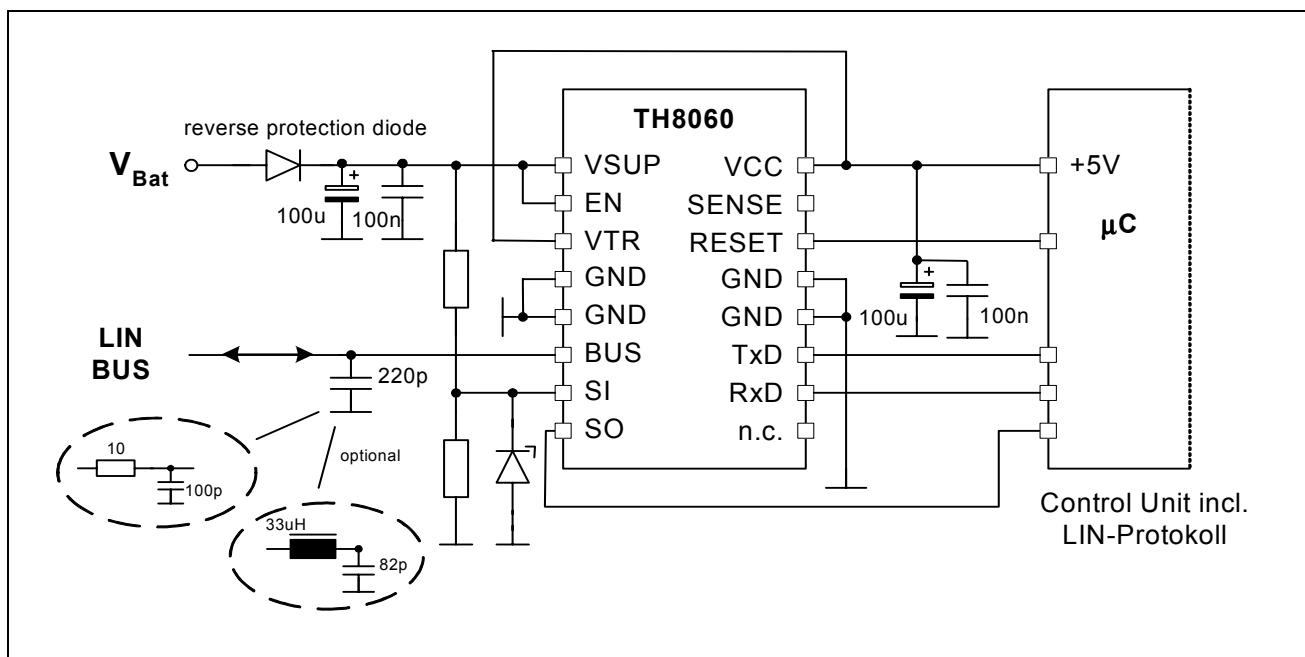 TH8060
reverse protection diode
V_Bat
+
100u
100n
VSUP
EN
VTR
GND
GND
BUS
SI
SO
VCC
SENSE
RESET
GND
GND
TxD
RxD
n.c.
+5V
μC
+
100u
100n
LIN
BUS
220p
10
100p
optional
33uH
82p
Control Unit incl.
LIN-Protokoll